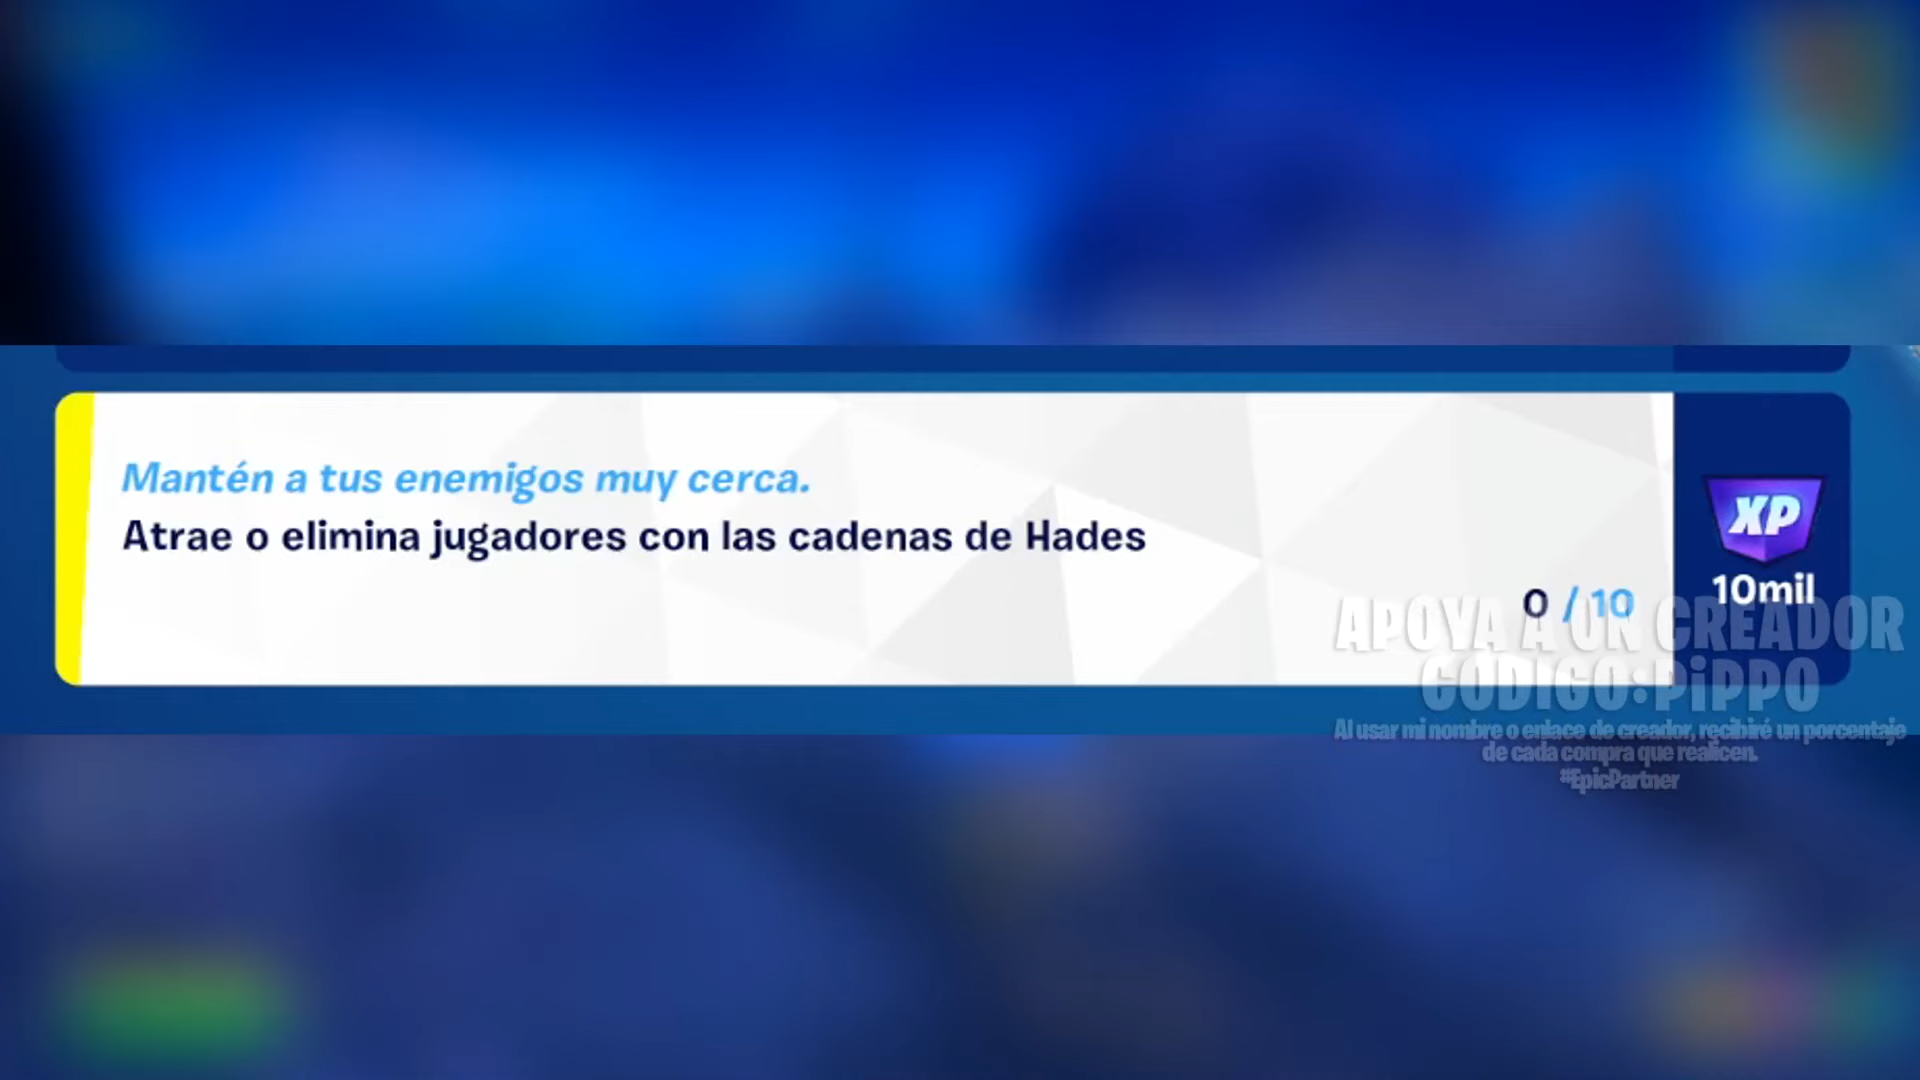 Mantén a tus enemigos muy cerca.
Atrae o elimina jugadores con las cadenas de Hades
0 / 10
XP
10mil
APOYA A UN CREADOR
CODIGO:PiPPO
Al usar mi nombre o enlace de creador, recibiré un porcentaje
de cada compra que realicen.
#EpicPartner